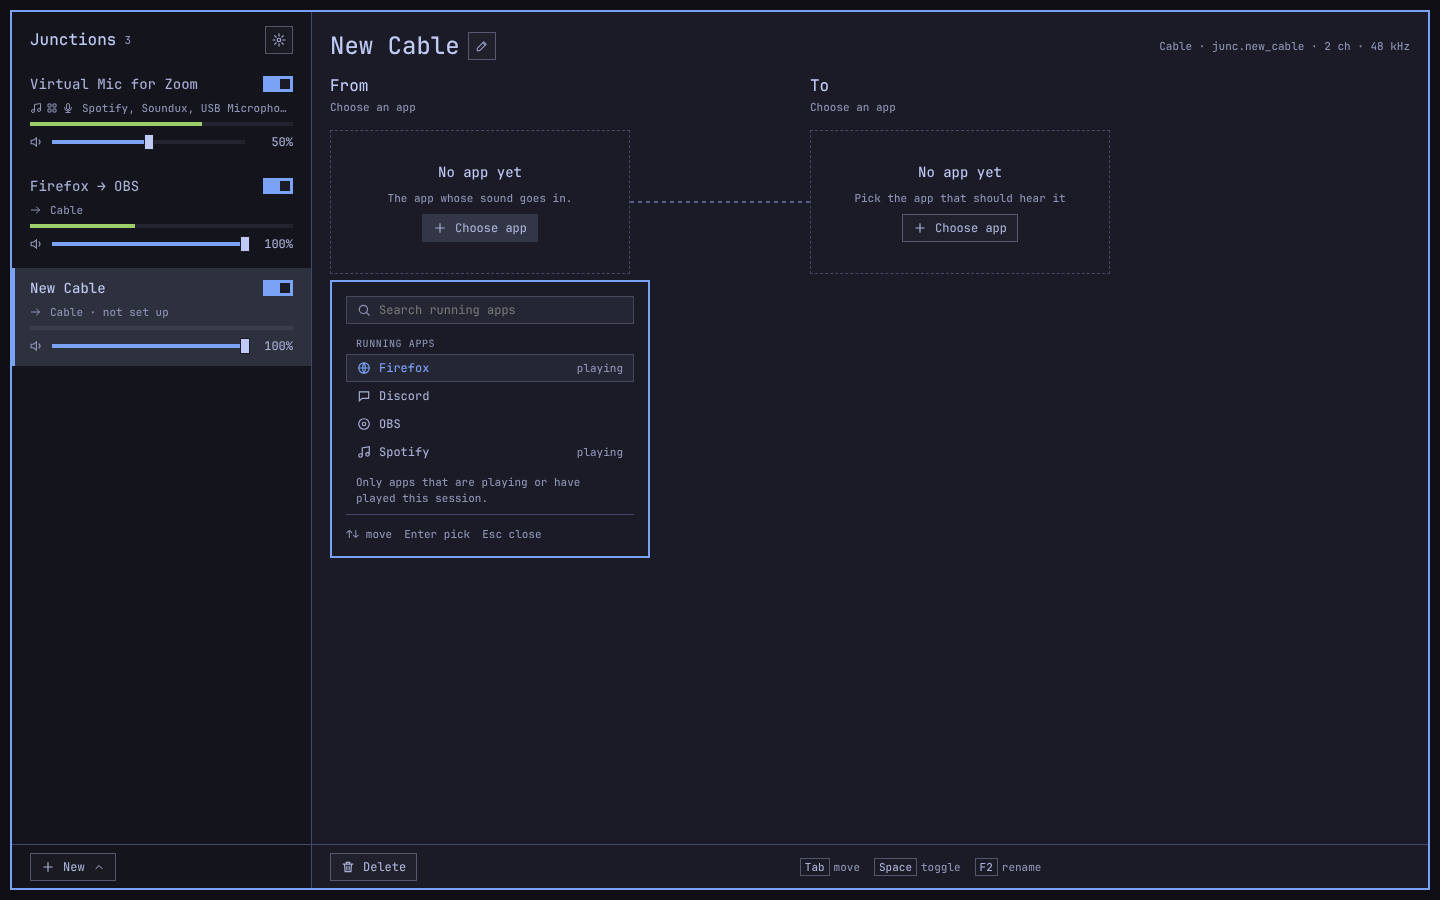 Junctions 3
Virtual Mic for Zoom
Spotify, Soundux, USB Micropho…
50%
Firefox → OBS
→ Cable
100%
New Cable
→ Cable · not set up
100%
+ New
New Cable
Cable · junc.new_cable · 2 ch · 48 kHz
From
Choose an app
No app yet
The app whose sound goes in.
+ Choose app
To
Choose an app
No app yet
Pick the app that should hear it
+ Choose app
Search running apps
RUNNING APPS
Firefox playing
Discord
OBS
Spotify playing
Only apps that are playing or have
played this session.
↑↓ move Enter pick Esc close
Delete
Tab move Space toggle F2 rename